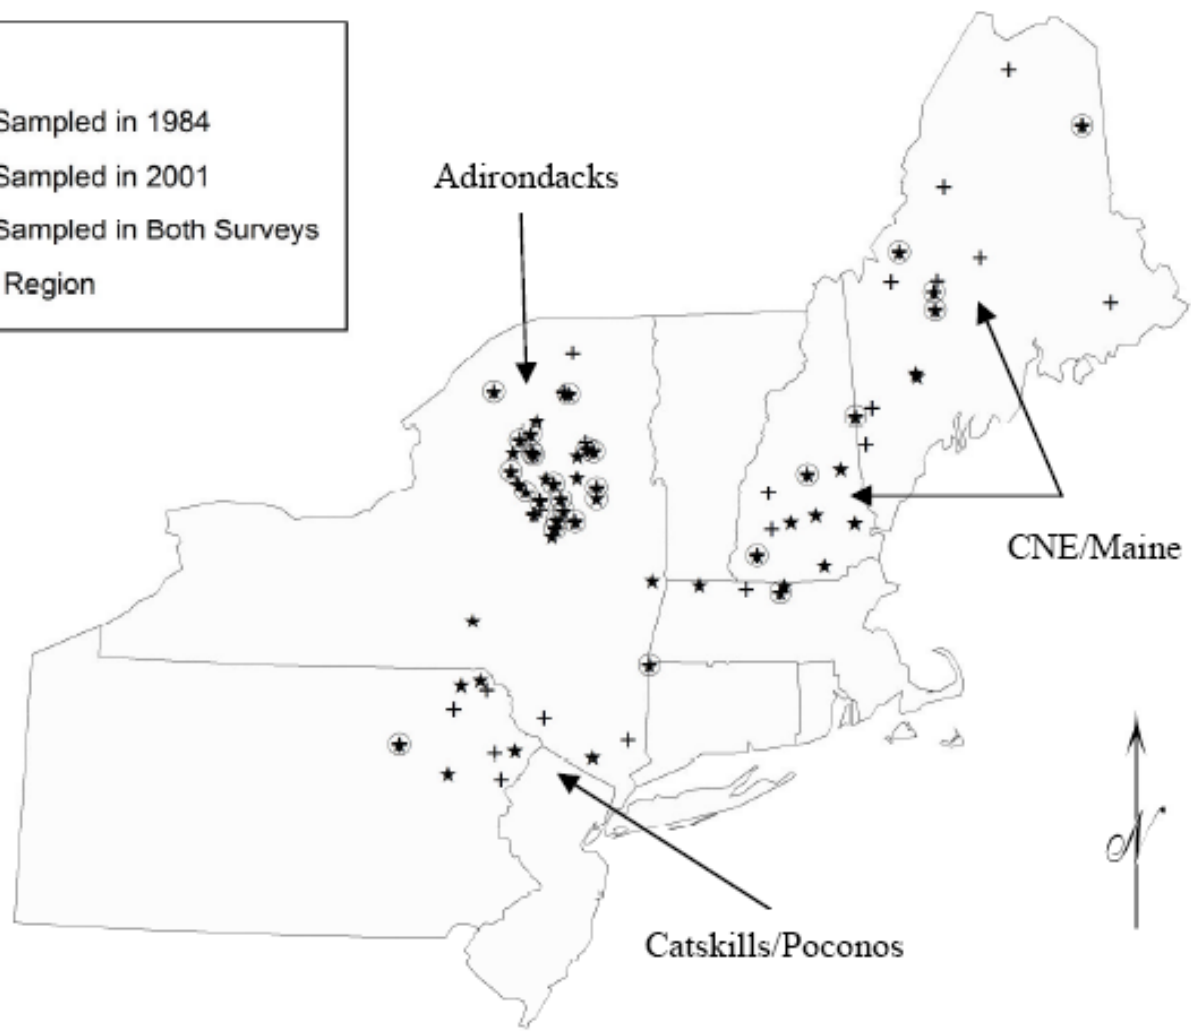 Sampled in 1984
Sampled in 2001
Sampled in Both Surveys
Region
Adirondacks
CNE/Maine
N
Catskills/Poconos